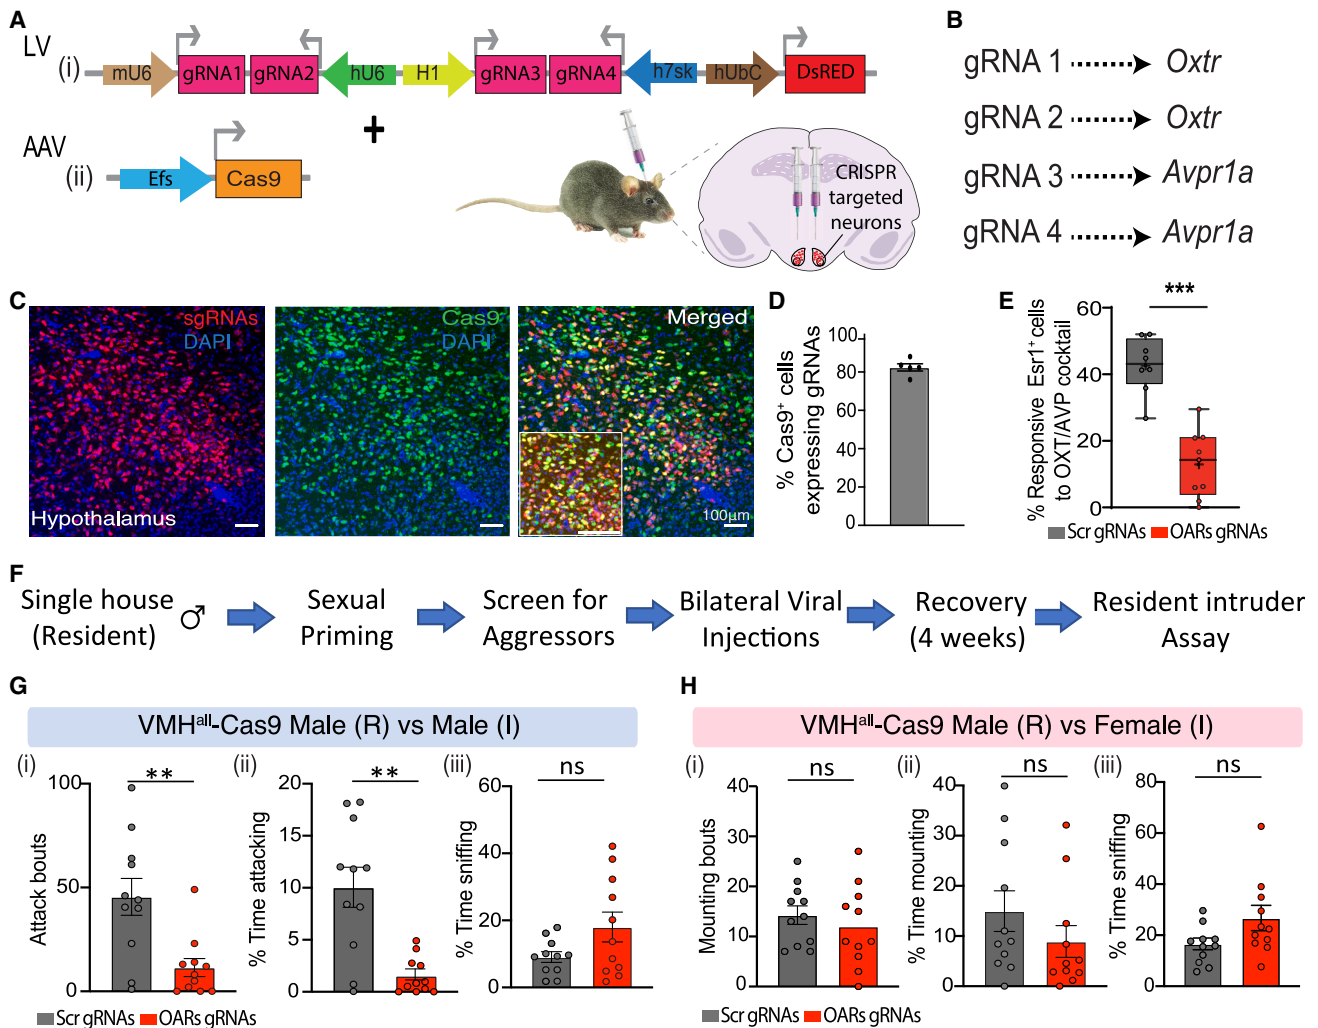 A
LV
(i)
mU6
gRNA1
gRNA2
hU6
H1
gRNA3
gRNA4
h7sk
hUbC
DsRED
+
AAV
(ii)
Efs
Cas9
CRISPR
targeted
neurons
B
gRNA 1 Oxtr
gRNA 2 Oxtr
gRNA 3 Avpr1a
gRNA 4 Avpr1a
C
sgRNAs
DAPI
Hypothalamus
Cas9
DAPI
Merged
100µm
D
% Cas9+ cells
expressing gRNAs
100
80
60
40
20
0
E
% Responsive Esr1+ cells
to OXT/AVP cocktail
60
40
20
0
***
Scr gRNAs OARs gRNAs
F
Single house
(Resident) ♂
Sexual
Priming
Screen for
Aggressors
Bilateral Viral
Injections
Recovery
(4 weeks)
Resident intruder
Assay
G
VMHall-Cas9 Male (R) vs Male (I)
(i)
Attack bouts
100
50
0
**
(ii)
% Time attacking
20
15
10
5
0
**
(iii)
% Time sniffing
60
40
20
0
ns
Scr gRNAs OARs gRNAs
H
VMHall-Cas9 Male (R) vs Female (I)
(i)
Mounting bouts
40
30
20
10
0
ns
(ii)
% Time mounting
40
30
20
10
0
ns
(iii)
% Time sniffing
80
60
40
20
0
ns
Scr gRNAs OARs gRNAs